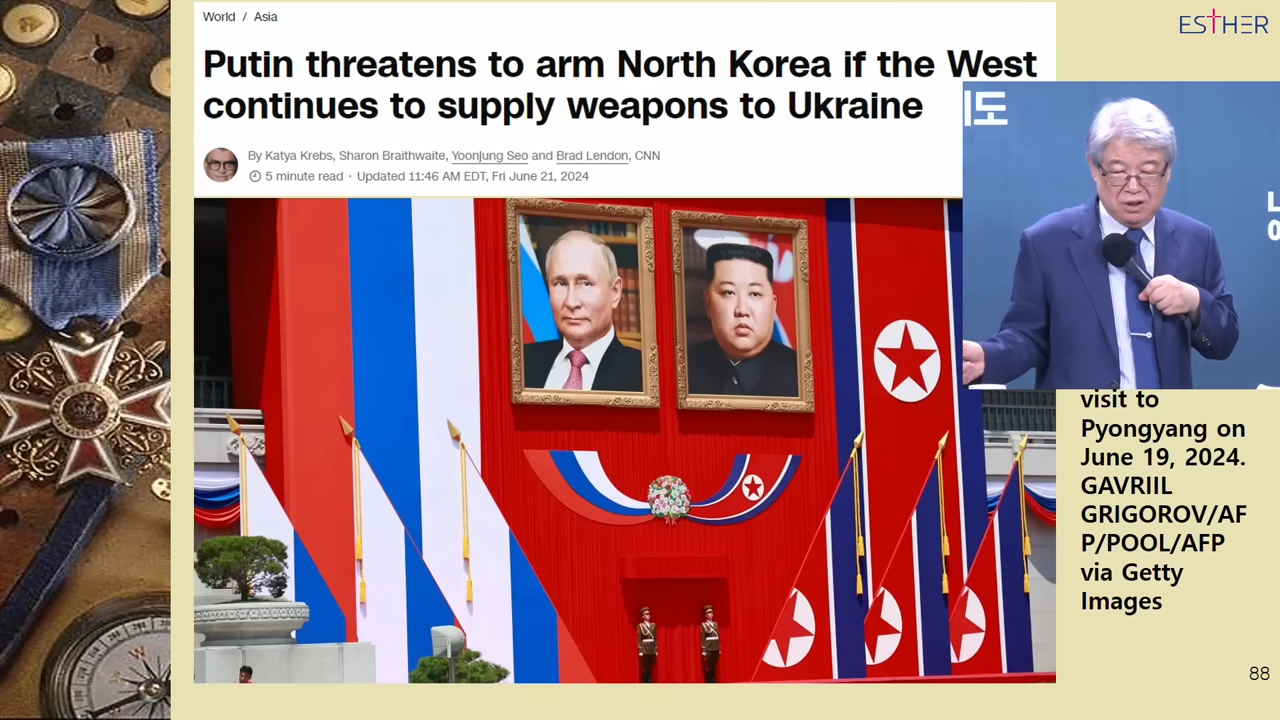 World / Asia
ESTHER
Putin threatens to arm North Korea if the West
continues to supply weapons to Ukraine
By Katya Krebs, Sharon Braithwaite, Yoonjung Seo and Brad Lendon, CNN
5 minute read · Updated 11:46 AM EDT, Fri June 21, 2024
도
visit to
Pyongyang on
June 19, 2024.
GAVRIIL
GRIGOROV/AF
P/POOL/AFP
via Getty
Images
88